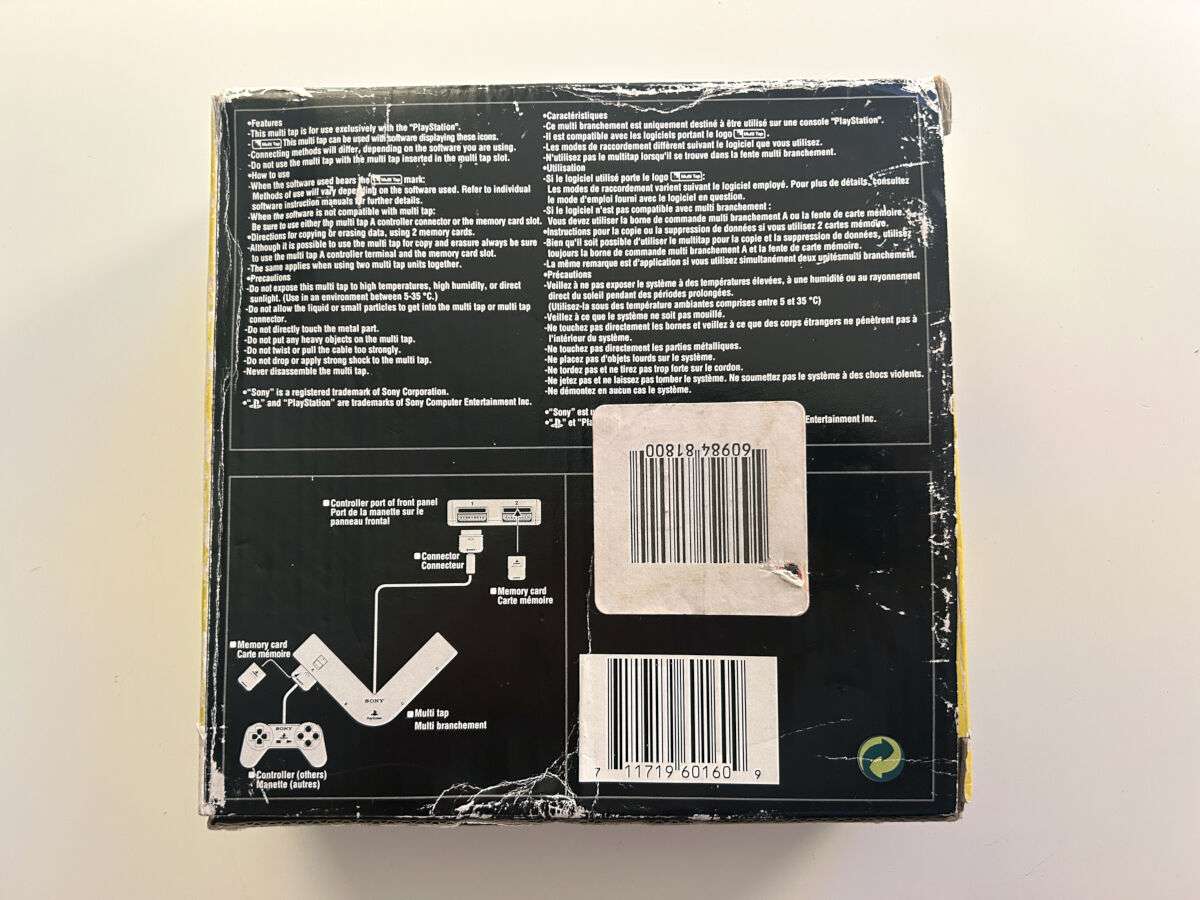 •Features
-This multi tap is for use exclusively with the "PlayStation".
Multi Tap This multi tap can be used with software displaying these icons.
-Connecting methods will differ, depending on the software you are using.
-Do not use the multi tap with the multi tap inserted in the multi tap slot.
•How to use
-When the software used bears the Multi Tap mark:
Methods of use will vary depending on the software used. Refer to individual
software instruction manuals for further details.
-When the software is not compatible with multi tap:
Be sure to use either the multi tap A controller connector or the memory card slot.
•Directions for copying or erasing data, using 2 memory cards.
-Although it is possible to use the multi tap for copy and erasure always be sure
to use the multi tap A controller terminal and the memory card slot.
-The same applies when using two multi tap units together.
•Precautions
-Do not expose this multi tap to high temperatures, high humidity, or direct
sunlight. (Use in an environment between 5-35 °C.)
-Do not allow the liquid or small particles to get into the multi tap or multi tap
connector.
-Do not directly touch the metal part.
-Do not put any heavy objects on the multi tap.
-Do not twist or pull the cable too strongly.
-Do not drop or apply strong shock to the multi tap.
-Never disassemble the multi tap.
•"Sony" is a registered trademark of Sony Corporation.
•" " and "PlayStation" are trademarks of Sony Computer Entertainment Inc.
•Caractéristiques
-Ce multi branchement est uniquement destiné à être utilisé sur une console "PlayStation".
-Il est compatible avec les logiciels portant le logo Multi Tap.
-Les modes de raccordement diffèrent suivant le logiciel que vous utilisez.
-N'utilisez pas le multitap lorsqu'il se trouve dans la fente multi branchement.
•Utilisation
-Si le logiciel utilisé porte le logo Multi Tap:
Les modes de raccordement varient suivant le logiciel employé. Pour plus de détails, consultez
le mode d'emploi fourni avec le logiciel en question.
-Si le logiciel n'est pas compatible avec multi branchement :
Vous devez utiliser la borne de commande multi branchement A ou la fente de carte mémoire.
•Instructions pour la copie ou la suppression de données si vous utilisez 2 cartes mémoire.
-Bien qu'il soit possible d'utiliser le multitap pour la copie et la suppression de données, utilisez
toujours la borne de commande multi branchement A et la fente de carte mémoire.
-La même remarque est d'application si vous utilisez simultanément deux unitésmulti branchement.
•Précautions
-Veillez à ne pas exposer le système à des températures élevées, à une humidité ou au rayonnement
direct du soleil pendant des périodes prolongées.
(Utilisez-la sous des température ambiantes comprises entre 5 et 35 °C)
-Veillez à ce que le système ne soit pas mouillé.
-Ne touchez pas directement les bornes et veillez à ce que des corps étrangers ne pénètrent pas à
l'intérieur du système.
-Ne touchez pas directement les parties métalliques.
-Ne placez pas d'objets lourds sur le système.
-Ne tordez pas et ne tirez pas trop forte sur le cordon.
-Ne jetez pas et ne laissez pas tomber le système. Ne soumettez pas le système à des chocs violents.
-Ne démontez en aucun cas le système.
•"Sony" est
•" " et "Pla ntertainment Inc.
60984 81800
Controller port of front panel
Port de la manette sur le
panneau frontal
1 2
Connector
Connecteur
Memory card
Carte mémoire
Memory card
Carte mémoire
SONY
PlayStation
Multi tap
Multi branchement
SONY
Controller (others)
Manette (autres)
7 11719 60160 9